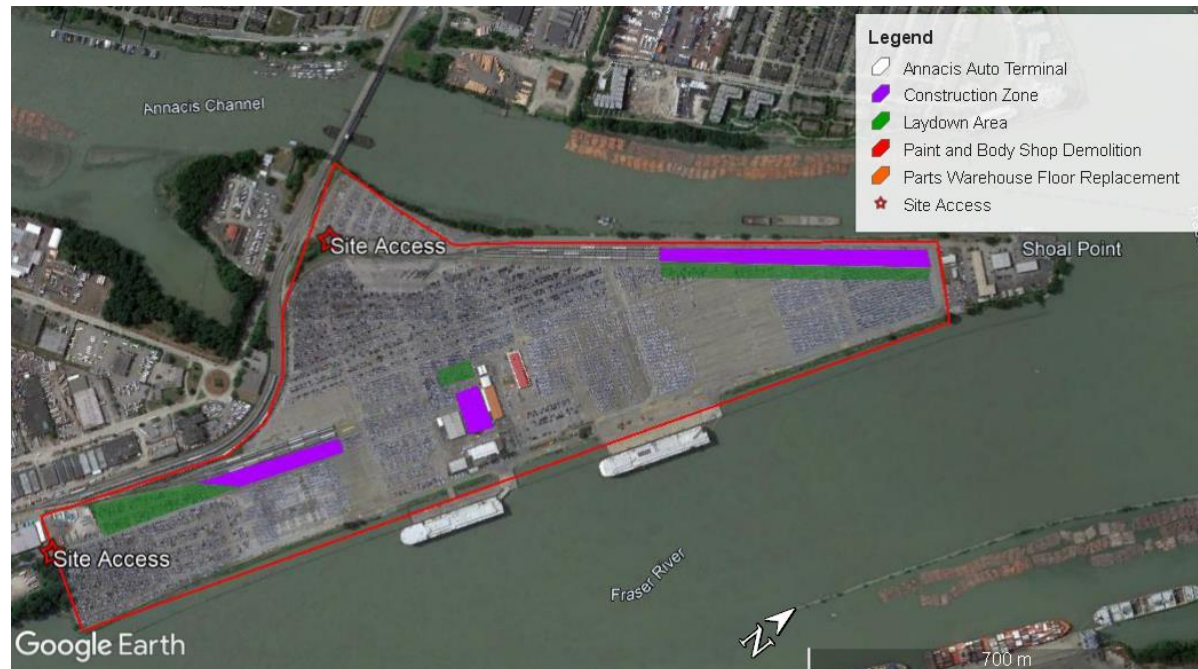 Legend
Annacis Auto Terminal
Construction Zone
Laydown Area
Paint and Body Shop Demolition
Parts Warehouse Floor Replacement
Site Access
Annacis Channel
Site Access
Shoal Point
Site Access
Fraser River
N
Google Earth
700 m